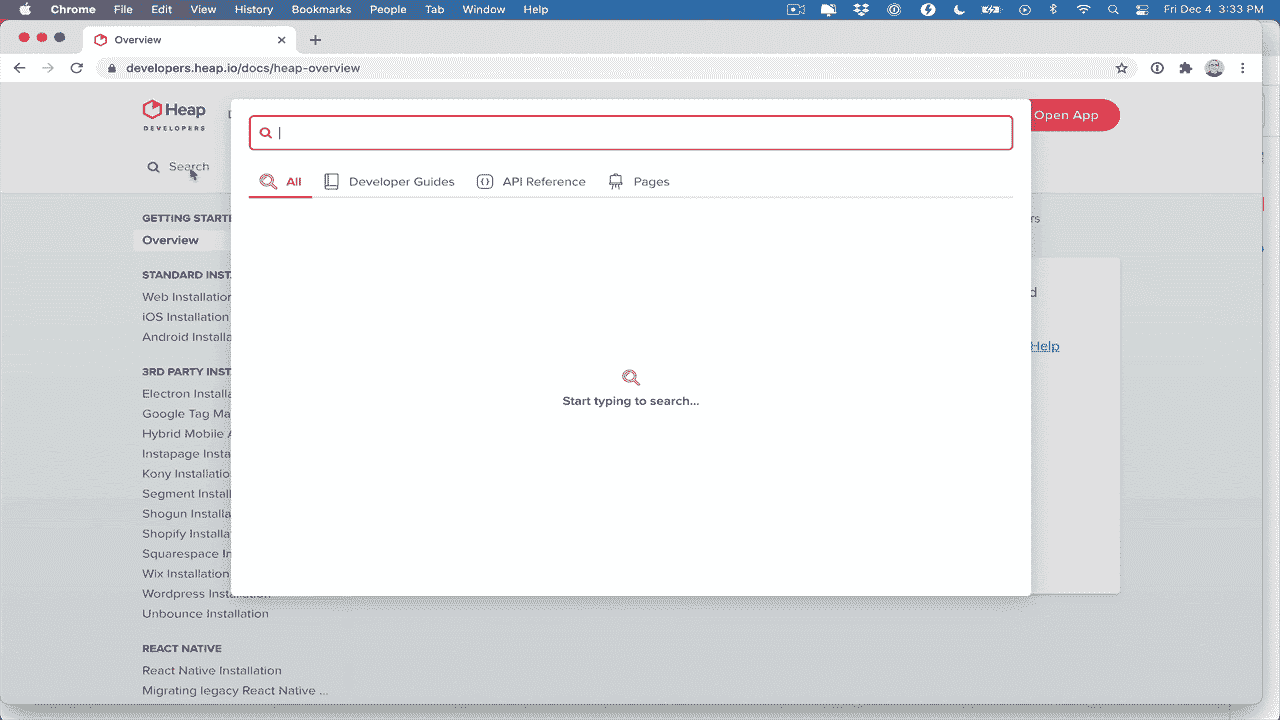 Chrome File Edit View History Bookmarks People Tab Window Help Fri Dec 4 3:33 PM
Overview
developers.heap.io/docs/heap-overview
Heap
DEVELOPERS
Open App
Search
All Developer Guides API Reference Pages
GETTING STARTE
Overview
STANDARD INST
Web Installation
iOS Installation
Android Installa
3RD PARTY INST
Electron Installa
Google Tag Ma
Hybrid Mobile A
Instapage Insta
Kony Installatio
Segment Install
Shogun Installa
Shopify Installa
Squarespace In
Wix Installation
Wordpress Installation
Unbounce Installation
REACT NATIVE
React Native Installation
Migrating legacy React Native ...
Start typing to search...
rs
d
Help